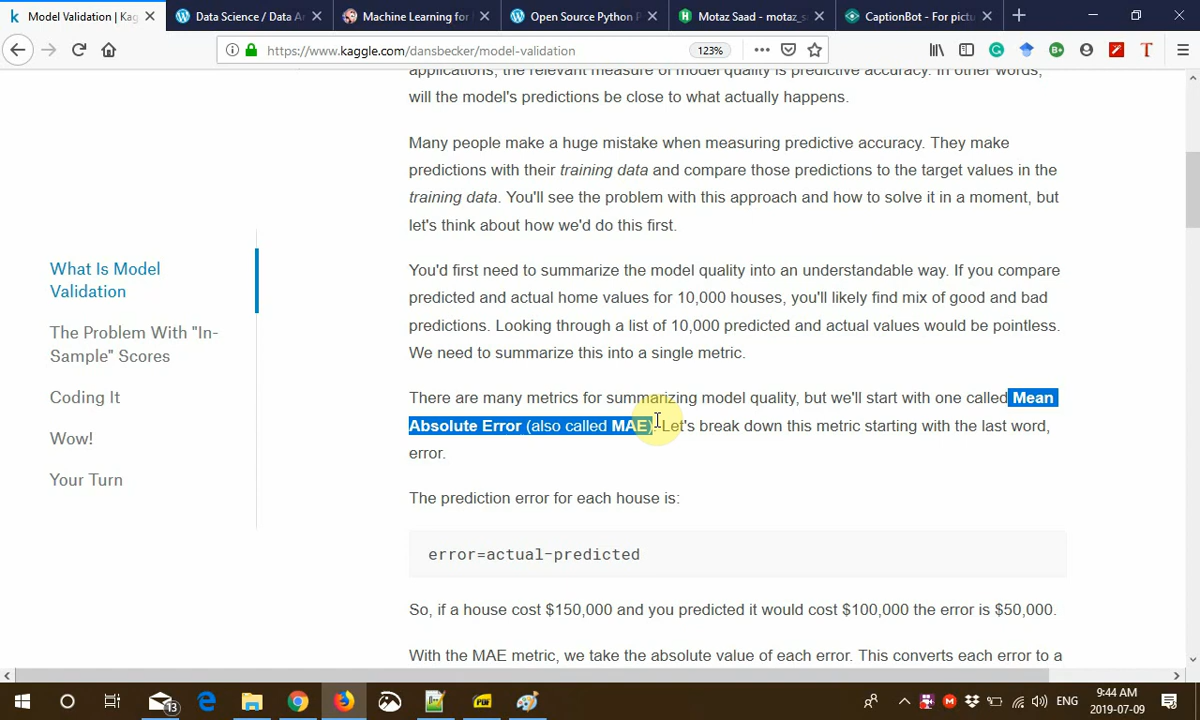 Model Validation | Kag
Data Science / Data A
Machine Learning for
Open Source Python P
Motaz Saad - motaz_s
CaptionBot - For pictu
https://www.kaggle.com/dansbecker/model-validation
123%
applications, the relevant measure of model quality is predictive accuracy. In other words,
will the model's predictions be close to what actually happens.
Many people make a huge mistake when measuring predictive accuracy. They make
predictions with their training data and compare those predictions to the target values in the
training data. You'll see the problem with this approach and how to solve it in a moment, but
let's think about how we'd do this first.
What Is Model
Validation
The Problem With "In-
Sample" Scores
Coding It
Wow!
Your Turn
You'd first need to summarize the model quality into an understandable way. If you compare
predicted and actual home values for 10,000 houses, you'll likely find mix of good and bad
predictions. Looking through a list of 10,000 predicted and actual values would be pointless.
We need to summarize this into a single metric.
There are many metrics for summarizing model quality, but we'll start with one called Mean
Absolute Error (also called MAE). Let's break down this metric starting with the last word,
error.
The prediction error for each house is:
error=actual-predicted
So, if a house cost $150,000 and you predicted it would cost $100,000 the error is $50,000.
With the MAE metric, we take the absolute value of each error. This converts each error to a
13
ENG
9:44 AM
2019-07-09